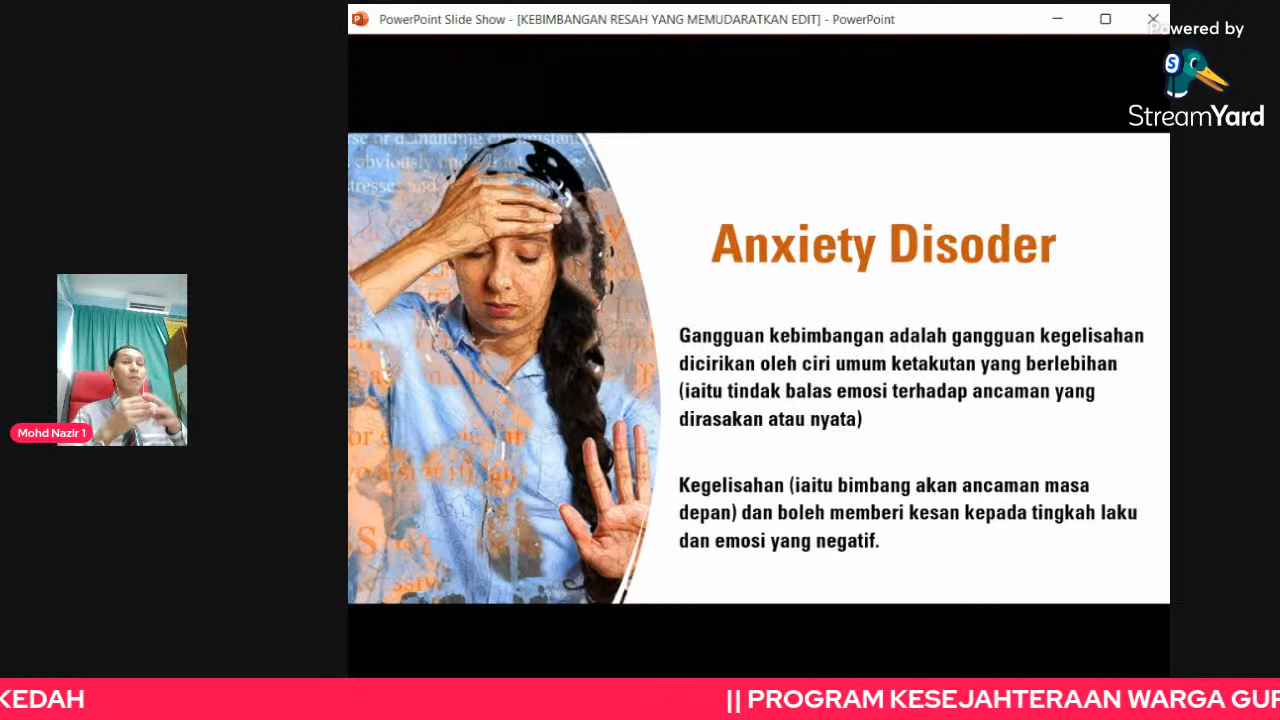 PowerPoint Slide Show - [KEBIMBANGAN RESAH YANG MEMUDARATKAN EDIT] - PowerPoint
Powered by
StreamYard
Anxiety Disoder
Gangguan kebimbangan adalah gangguan kegelisahan
dicirikan oleh ciri umum ketakutan yang berlebihan
(iaitu tindak balas emosi terhadap ancaman yang
dirasakan atau nyata)
Kegelisahan (iaitu bimbang akan ancaman masa
depan) dan boleh memberi kesan kepada tingkah laku
dan emosi yang negatif.
Mohd Nazir 1
KEDAH || PROGRAM KESEJAHTERAAN WARGA GUR